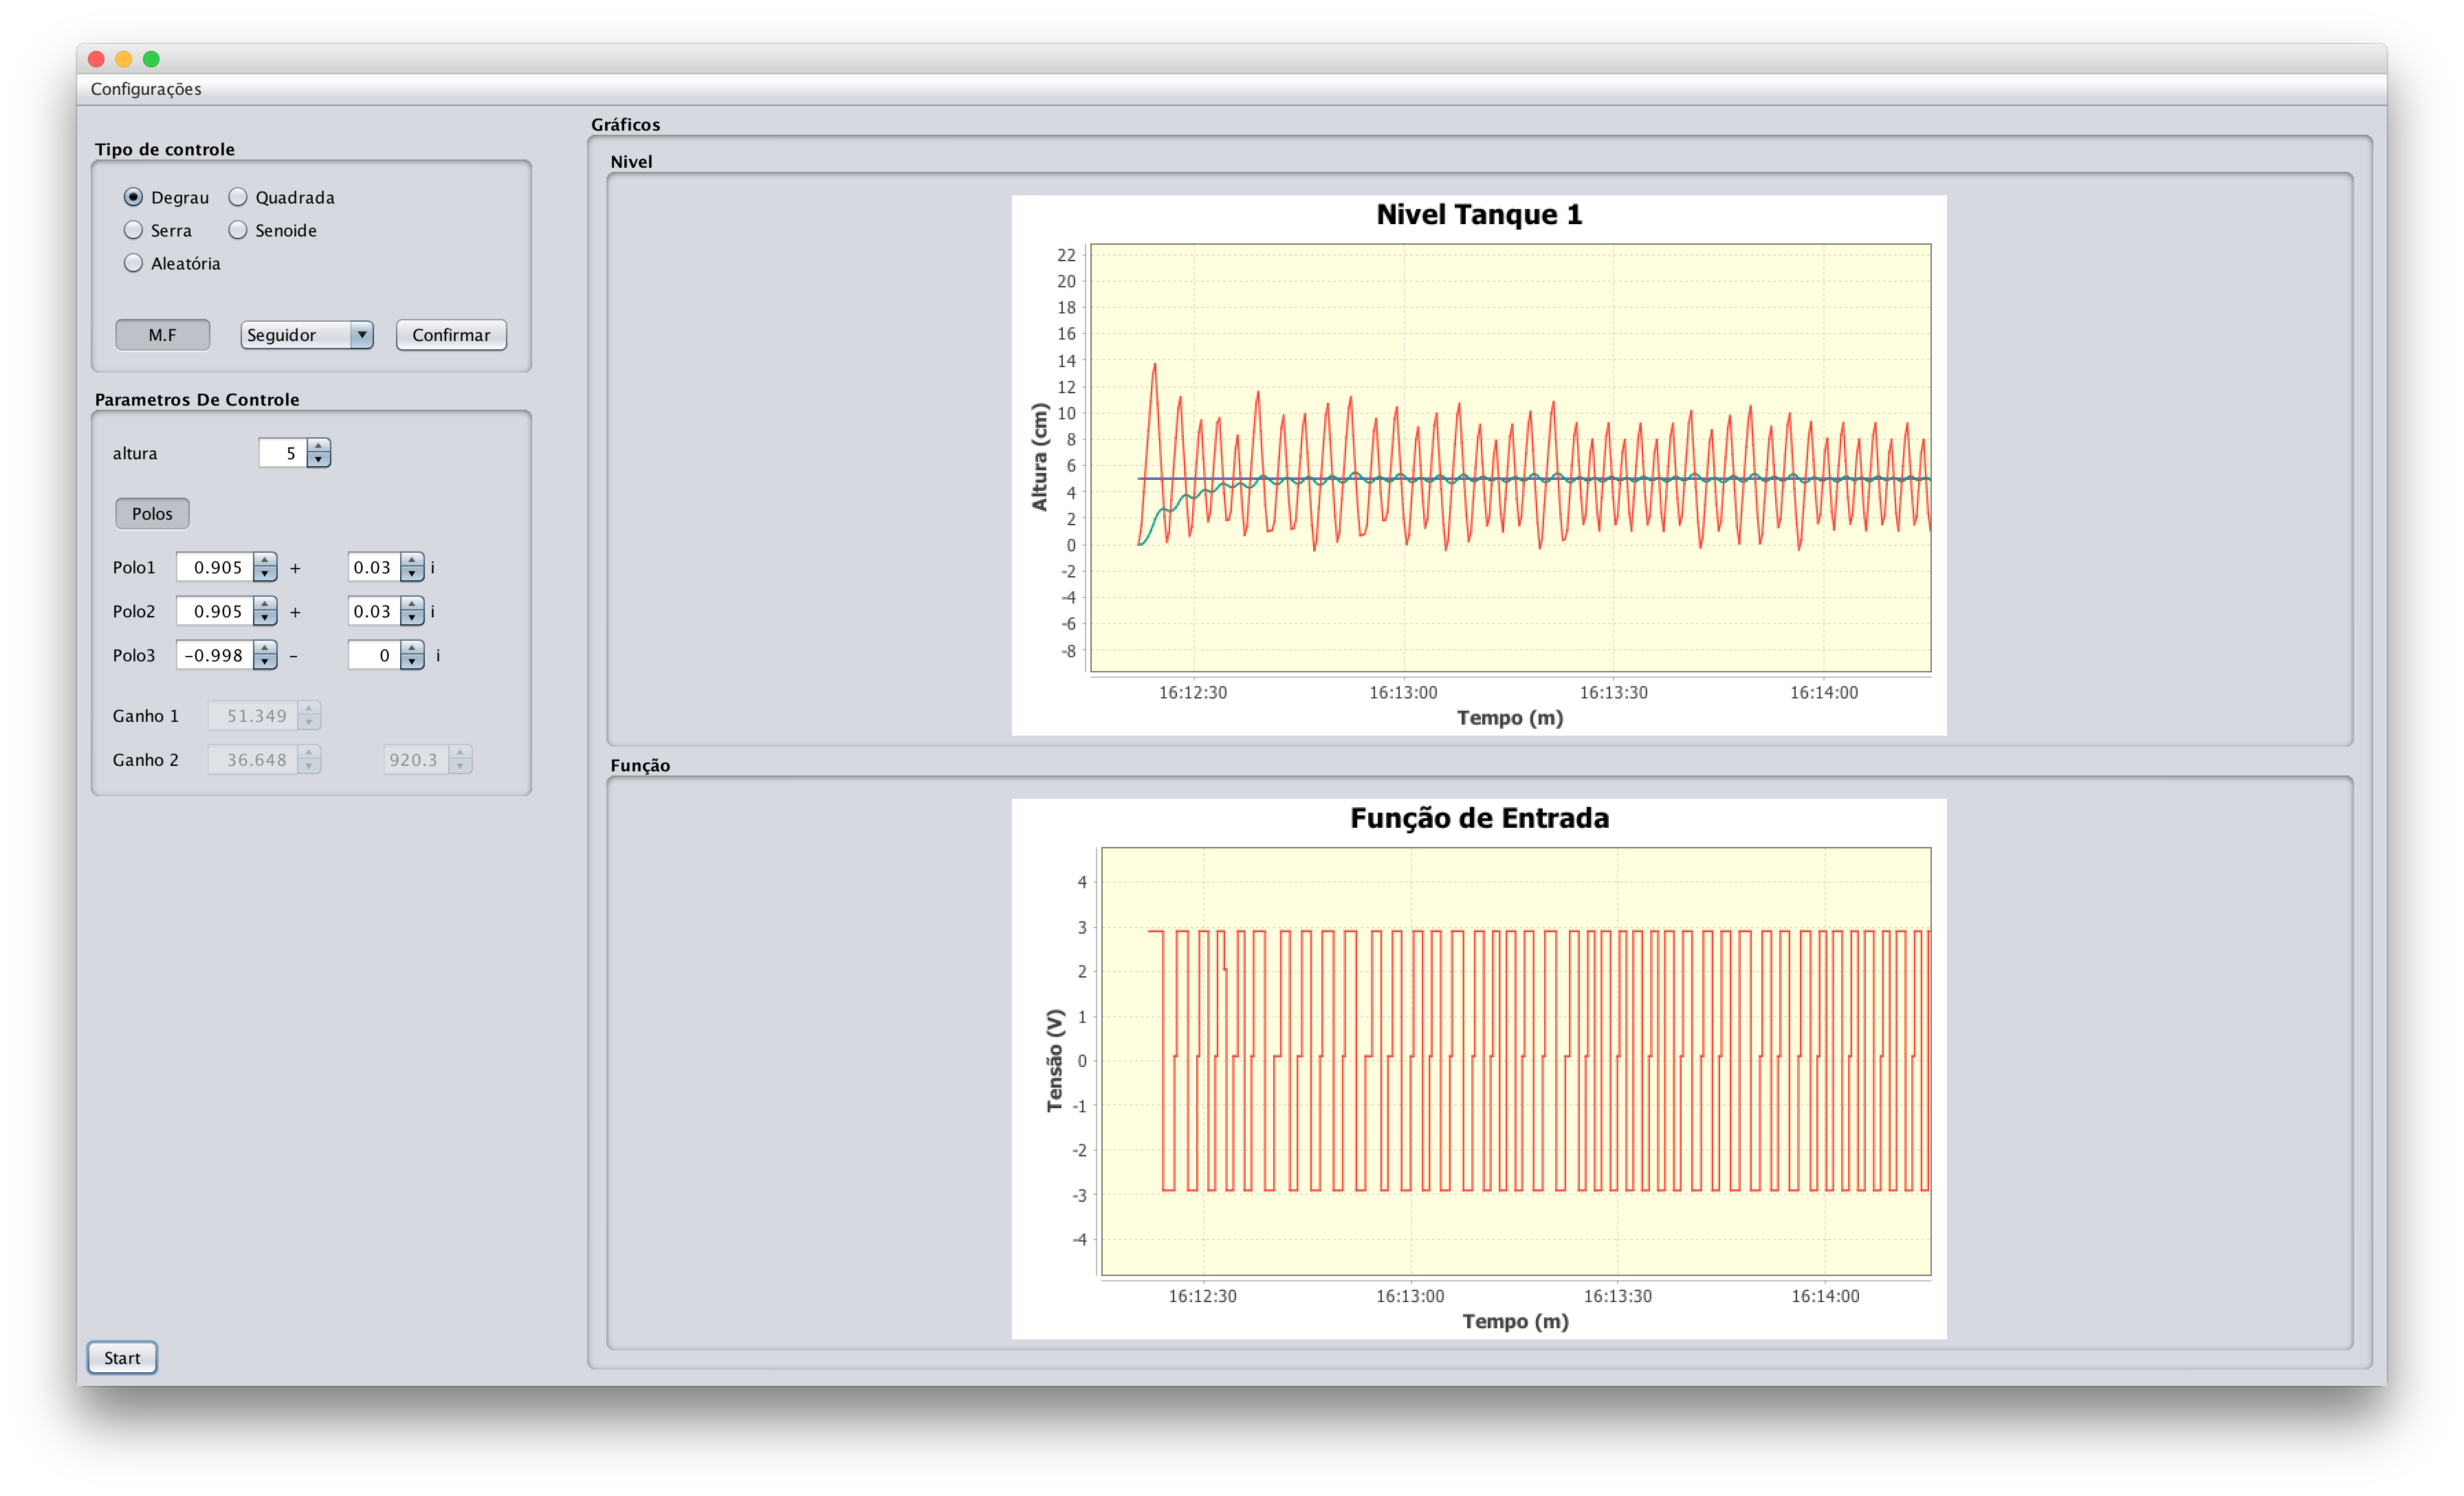 Configurações
Tipo de controle
Degrau Quadrada
Serra Senoide
Aleatória
M.F Seguidor Confirmar
Parametros De Controle
altura 5
Polos
Polo1 0.905 + 0.03 i
Polo2 0.905 + 0.03 i
Polo3 -0.998 - 0 i
Ganho 1 51.349
Ganho 2 36.648 920.3
Start
Gráficos
Nivel
Nivel Tanque 1
22
20
18
16
14
12
10
8
6
4
2
0
-2
-4
-6
-8
Altura (cm)
16:12:30 16:13:00 16:13:30 16:14:00
Tempo (m)
Função
Função de Entrada
4
3
2
1
0
-1
-2
-3
-4
Tensão (V)
16:12:30 16:13:00 16:13:30 16:14:00
Tempo (m)